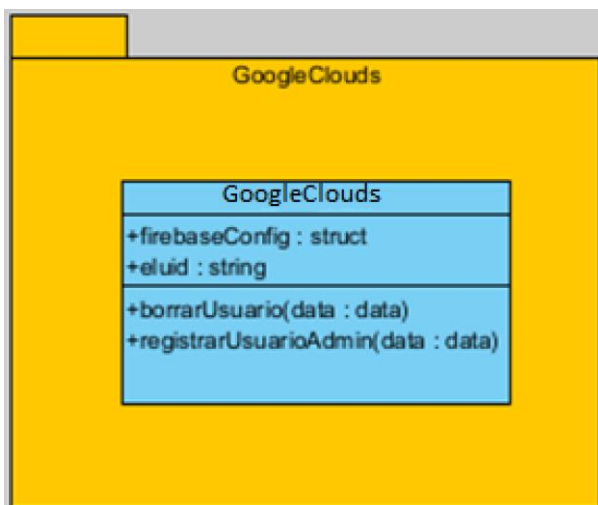 GoogleClouds
GoogleClouds
+firebaseConfig : struct
+eluid : string
+borrarUsuario(data : data)
+registrarUsuarioAdmin(data : data)